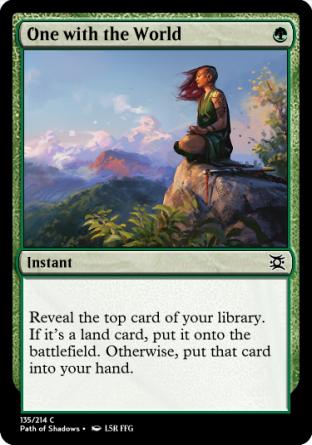 One with the World
Instant
Reveal the top card of your library.
If it's a land card, put it onto the
battlefield. Otherwise, put that card
into your hand.
135/214 C
Path of Shadows • L5R FFG